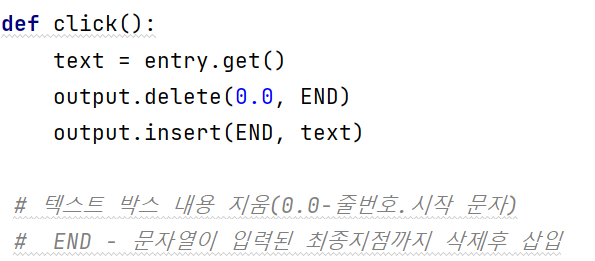 def click():
    text = entry.get()
    output.delete(0.0, END)
    output.insert(END, text)
# 텍스트 박스 내용 지움(0.0-줄번호.시작 문자)
#  END - 문자열이 입력된 최종지점까지 삭제후 삽입